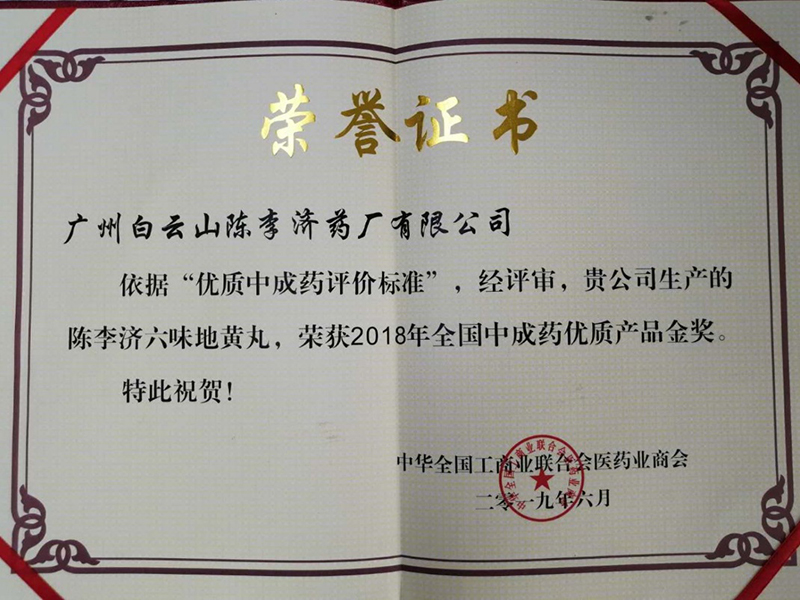 荣誉证书
广州白云山陈李济药厂有限公司
依据“优质中成药评价标准”，经评审，贵公司生产的
陈李济六味地黄丸，荣获2018年全国中成药优质产品金奖。
特此祝贺！
中华全国工商业联合会医药业商会
二零一九年六月